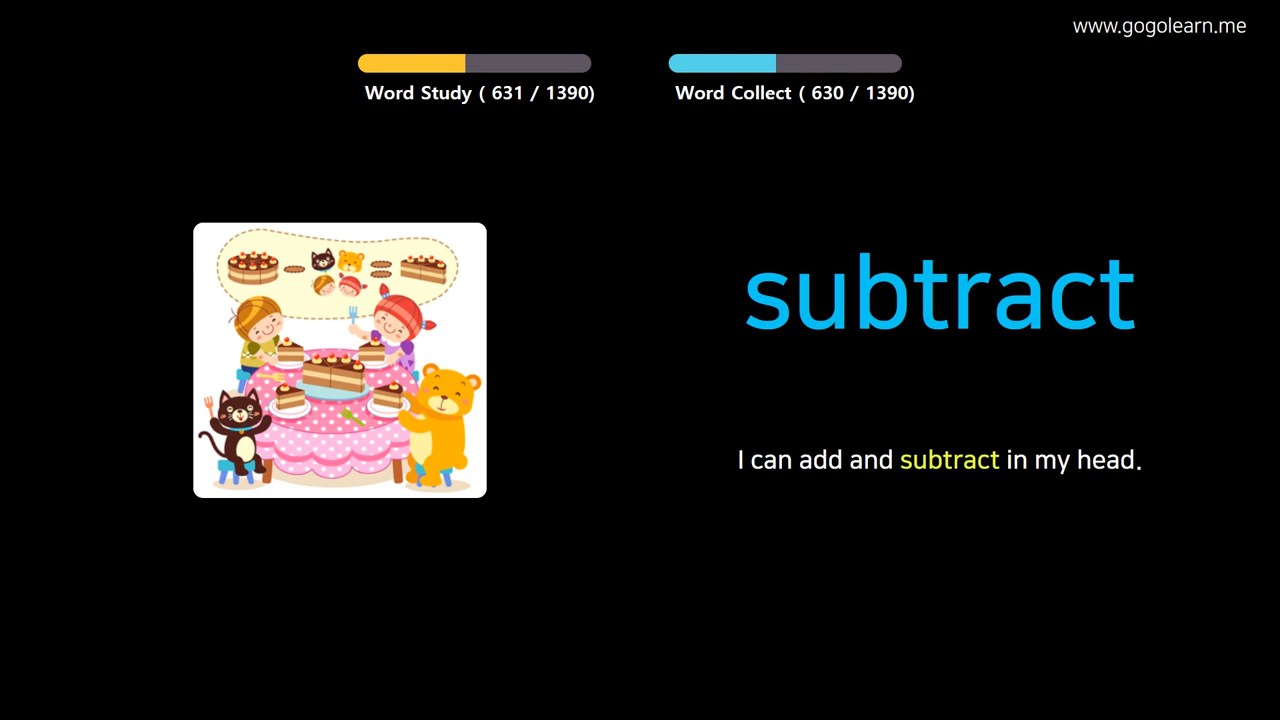 www.gogolearn.me
Word Study ( 631 / 1390)
Word Collect ( 630 / 1390)
subtract
I can add and subtract in my head.